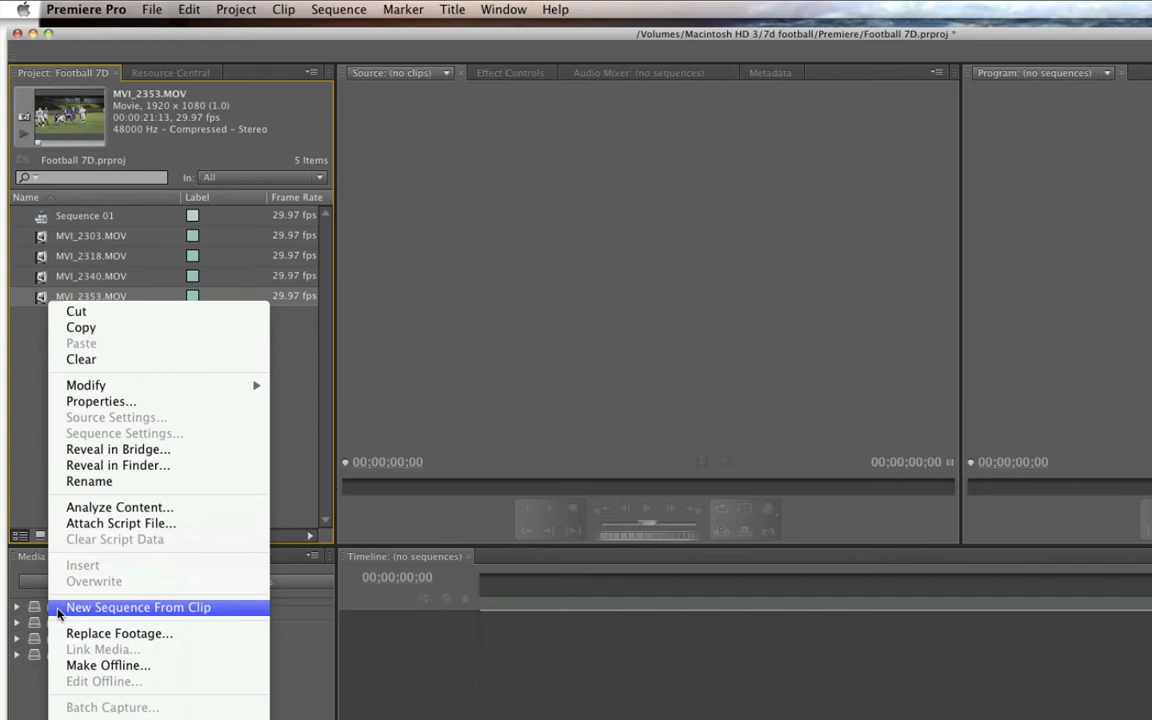 Premiere Pro File Edit Project Clip Sequence Marker Title Window Help
/Volumes/Macintosh HD 3/7d football/Premiere/Football 7D.prproj *
Project: Football 7D Resource Central
Source: (no clips) Effect Controls Audio Mixer: (no sequences) Metadata
Program: (no sequences)
MVI_2353.MOV
Movie, 1920 x 1080 (1.0)
00:00:21:13, 29.97 fps
48000 Hz - Compressed - Stereo
Football 7D.prproj 5 Items
In: All
Name Label Frame Rate
Sequence 01 29.97 fps
MVI_2303.MOV 29.97 fps
MVI_2318.MOV 29.97 fps
MVI_2340.MOV 29.97 fps
MVI_2353.MOV 29.97 fps
Cut
Copy
Paste
Clear
Modify
Properties...
Source Settings...
Sequence Settings...
Reveal in Bridge...
Reveal in Finder...
Rename
Analyze Content...
Attach Script File...
Clear Script Data
Insert
Overwrite
New Sequence From Clip
Replace Footage...
Link Media...
Make Offline...
Edit Offline...
Batch Capture...
00;00;00;00 00;00;00;00
00;00;00;00
Media
Timeline: (no sequences)
00;00;00;00